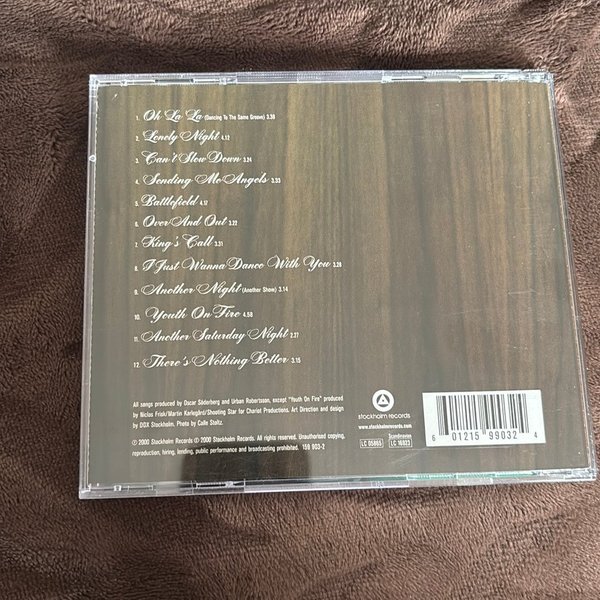 1. Oh La La (Dancing To The Same Groove) 3.38
2. Lonely Night 4.12
3. Can't Slow Down 3.24
4. Sending Me Angels 3.33
5. Battlefield 4.12
6. Over And Out 3.22
7. King's Call 3.31
8. I Just Wanna Dance With You 3.28
9. Another Night (Another Show) 3.14
10. Youth On Fire 4.58
11. Another Saturday Night 2.37
12. There's Nothing Better 3.15
All songs produced by Oscar Söderberg and Urban Robertsson, except "Youth On Fire" produced
by Niclas Frisk/Martin Karlegård/Shooting Star for Chariot Productions. Art Direction and design
by DDX Stockholm. Photo by Calle Stoltz.
℗ 2000 Stockholm Records © 2000 Stockholm Records. All rights reserved. Unauthorised copying,
reproduction, hiring, lending, public performance and broadcasting prohibited. 159 903-2
stockholm records
www.stockholmrecords.com
LC 05865
Scandinavian
LC 16823
6 01215 99032 4